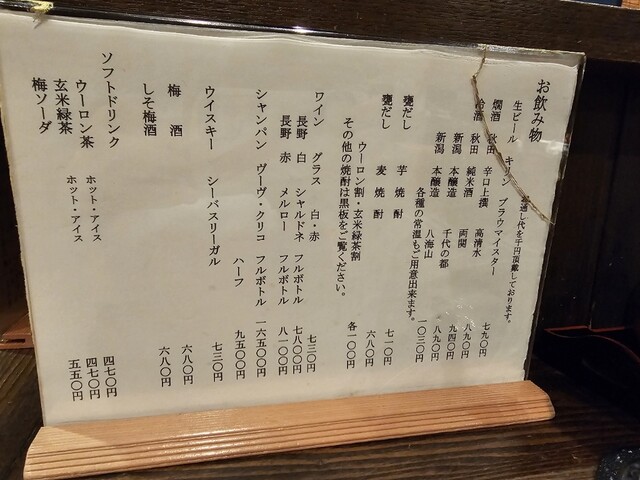 お飲み物
お通し代を千円頂戴しております。
生ビール キリン ブラウマイスター 七九〇円
燗酒 秋田 辛口上撰 高清水 八九〇円
冷酒 秋田 純米酒 両関 九四〇円
新潟 本醸造 千代の都 八九〇円
新潟 本醸造 八海山 一〇三〇円
各種の常温もご用意出来ます。
甕だし 芋焼酎 七一〇円
甕だし 麦焼酎 六八〇円
ウーロン割・玄米緑茶割 各一〇〇円
その他の焼酎は黒板をご覧ください。
ワイン グラス 白・赤 七三〇円
長野 白 シャルドネ フルボトル 七八〇〇円
長野 赤 メルロー フルボトル 八一〇〇円
シャンパン ヴーヴ・クリコ フルボトル 一六五〇〇円
ハーフ 九五〇〇円
ウイスキー シーバスリーガル 七三〇円
梅酒 六八〇円
しそ梅酒 六八〇円
ソフトドリンク
ウーロン茶 ホット・アイス 四七〇円
玄米緑茶 ホット・アイス 四七〇円
梅ソーダ 五五〇円